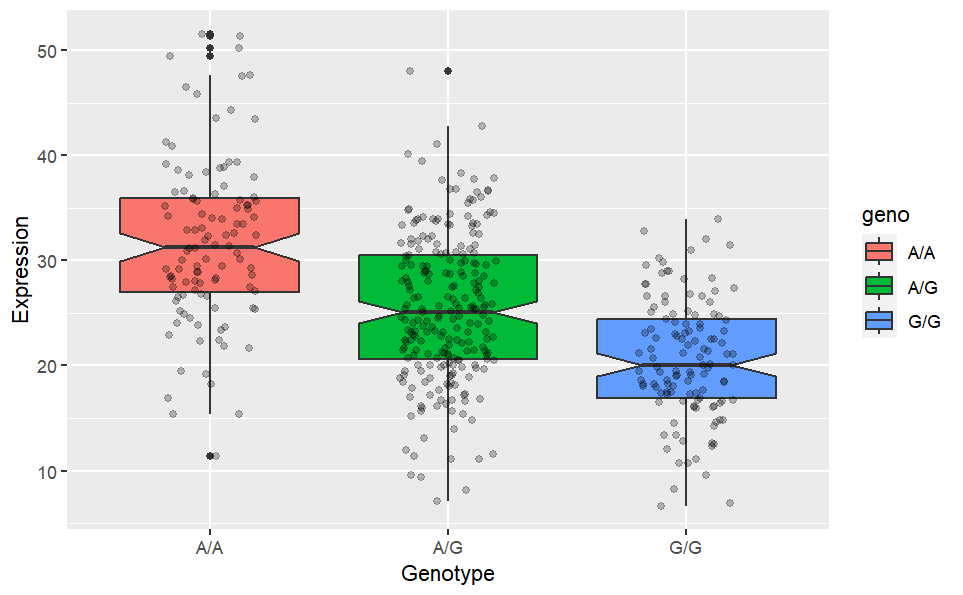 Expression
50
40
30
20
10
A/A
A/G
G/G
Genotype
geno
A/A
A/G
G/G